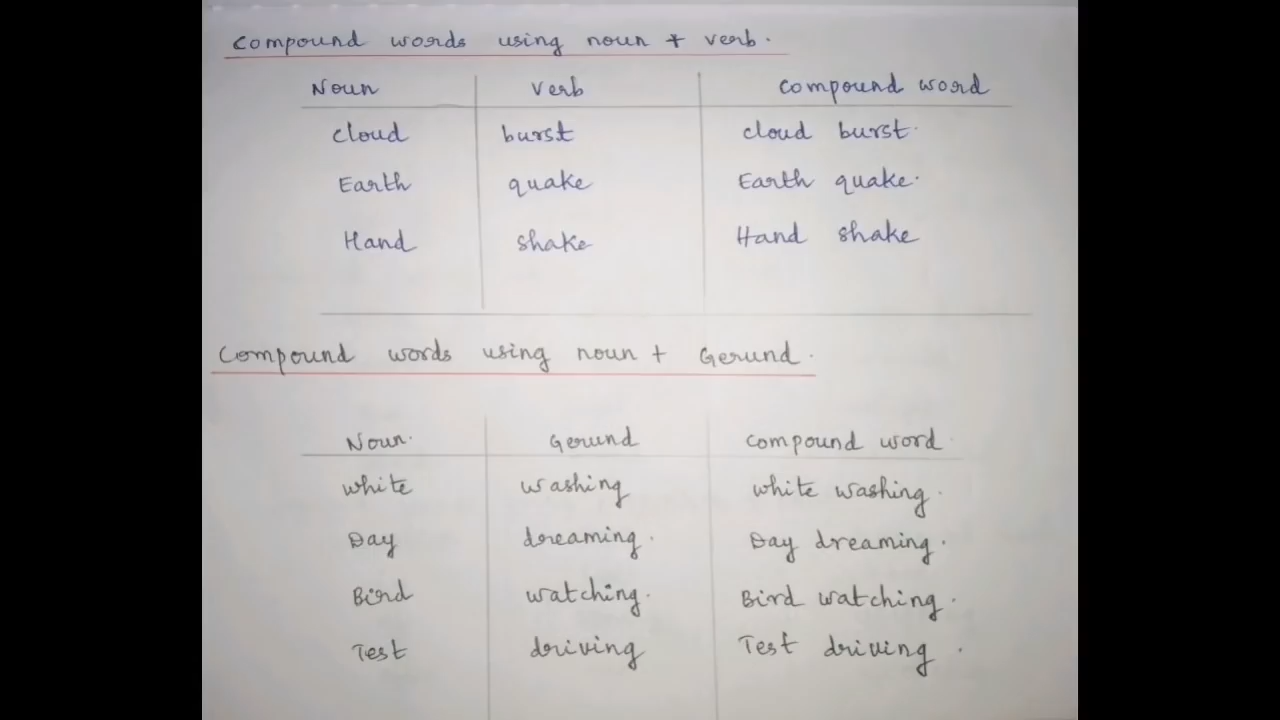 Compound words using noun + verb.
Noun verb compound word
cloud burst cloud burst.
Earth quake Earth quake.
Hand shake Hand shake
Compound words using noun + Gerund.
Noun. Gerund compound word.
white washing white washing.
Day dreaming. Day dreaming.
Bird watching. Bird watching.
Test driving Test driving.